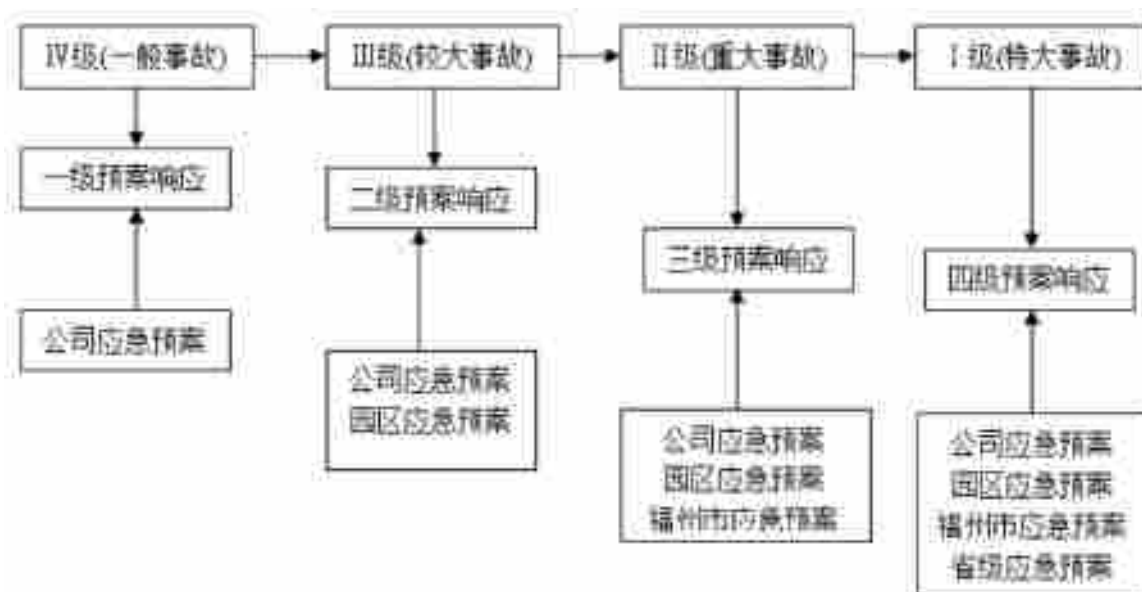 IV级(一般事故)
III级(较大事故)
II级(重大事故)
I级(特大事故)
一级预案响应
二级预案响应
三级预案响应
四级预案响应
公司应急预案
公司应急预案
园区应急预案
公司应急预案
园区应急预案
福州市应急预案
公司应急预案
园区应急预案
福州市应急预案
省级应急预案